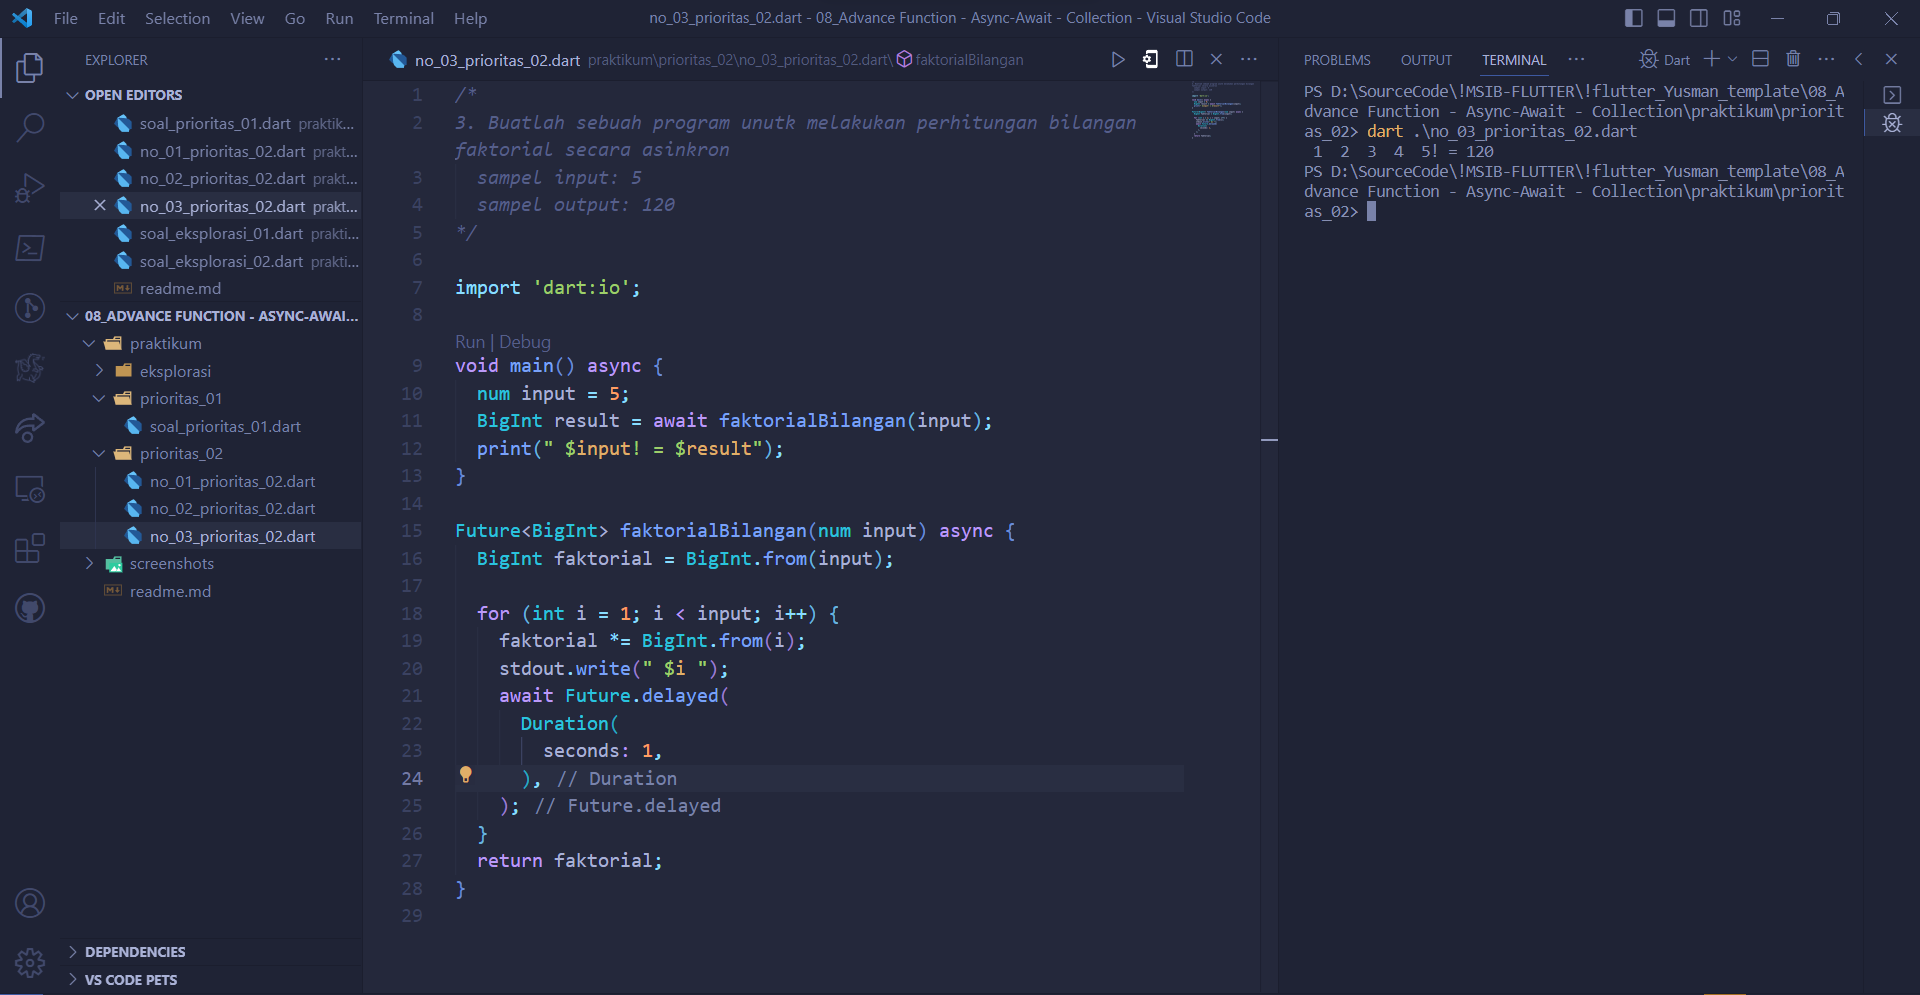 File Edit Selection View Go Run Terminal Help
no_03_prioritas_02.dart - 08_Advance Function - Async-Await - Collection - Visual Studio Code
EXPLORER
OPEN EDITORS
soal_prioritas_01.dart praktik...
no_01_prioritas_02.dart prakt...
no_02_prioritas_02.dart prakt...
no_03_prioritas_02.dart prakt...
soal_eksplorasi_01.dart prakti...
soal_eksplorasi_02.dart prakti...
readme.md
08_ADVANCE FUNCTION - ASYNC-AWAI...
praktikum
eksplorasi
prioritas_01
soal_prioritas_01.dart
prioritas_02
no_01_prioritas_02.dart
no_02_prioritas_02.dart
no_03_prioritas_02.dart
screenshots
readme.md
DEPENDENCIES
VS CODE PETS
no_03_prioritas_02.dart praktikum\prioritas_02\no_03_prioritas_02.dart\ faktorialBilangan
1 /*
2 3. Buatlah sebuah program unutk melakukan perhitungan bilangan
faktorial secara asinkron
3   sampel input: 5
4   sampel output: 120
5 */
6
7 import 'dart:io';
8
Run | Debug
9 void main() async {
10   num input = 5;
11   BigInt result = await faktorialBilangan(input);
12   print(" $input! = $result");
13 }
14
15 Future<BigInt> faktorialBilangan(num input) async {
16   BigInt faktorial = BigInt.from(input);
17
18   for (int i = 1; i < input; i++) {
19     faktorial *= BigInt.from(i);
20     stdout.write(" $i ");
21     await Future.delayed(
22       Duration(
23         seconds: 1,
24       ), // Duration
25     ); // Future.delayed
26   }
27   return faktorial;
28 }
29
PROBLEMS OUTPUT TERMINAL Dart
PS D:\SourceCode\!MSIB-FLUTTER\!flutter_Yusman_template\08_A
dvance Function - Async-Await - Collection\praktikum\priorit
as_02> dart .\no_03_prioritas_02.dart
1  2  3  4  5! = 120
PS D:\SourceCode\!MSIB-FLUTTER\!flutter_Yusman_template\08_A
dvance Function - Async-Await - Collection\praktikum\priorit
as_02>